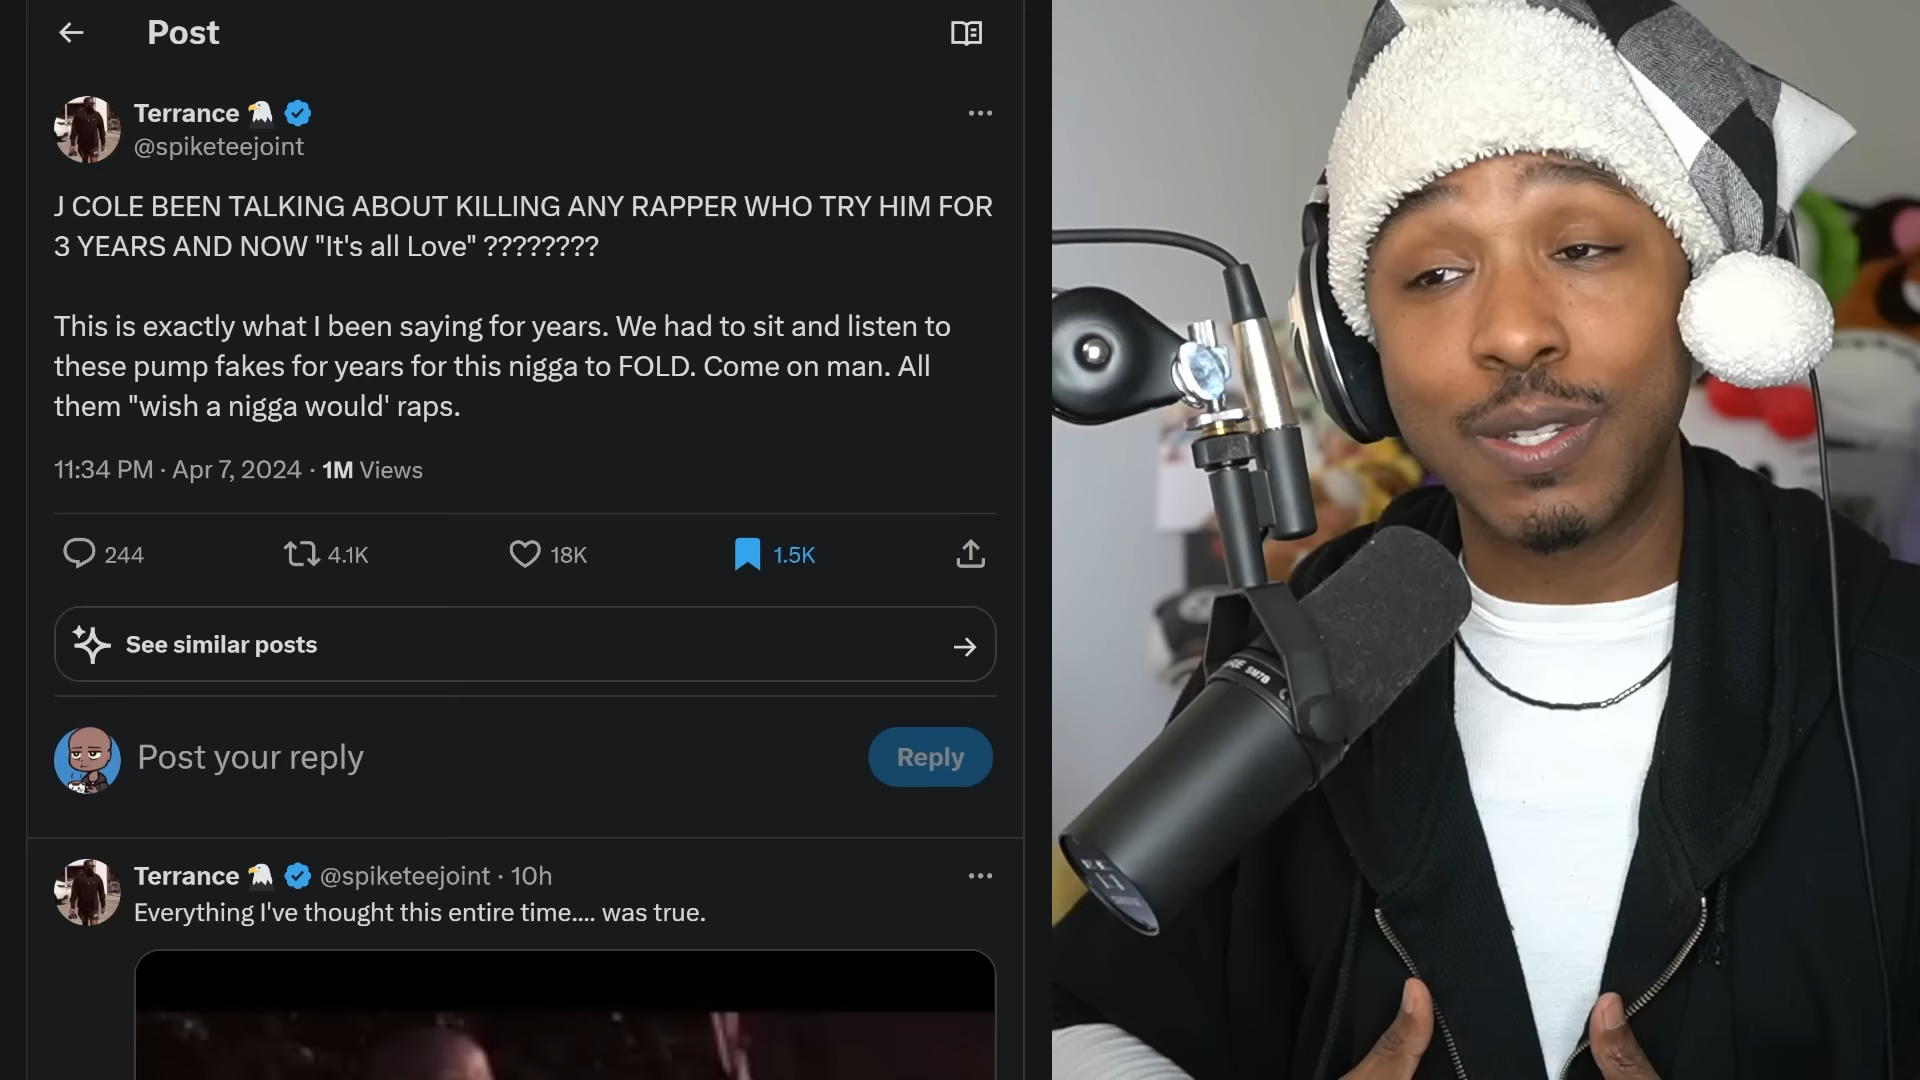 Post
Terrance
@spiketeejoint
J COLE BEEN TALKING ABOUT KILLING ANY RAPPER WHO TRY HIM FOR
3 YEARS AND NOW "It's all Love" ????????
This is exactly what I been saying for years. We had to sit and listen to
these pump fakes for years for this nigga to FOLD. Come on man. All
them "wish a nigga would' raps.
11:34 PM · Apr 7, 2024 · 1M Views
244 4.1K 18K 1.5K
See similar posts
Post your reply
Reply
Terrance @spiketeejoint · 10h
Everything I've thought this entire time.... was true.
SM7B